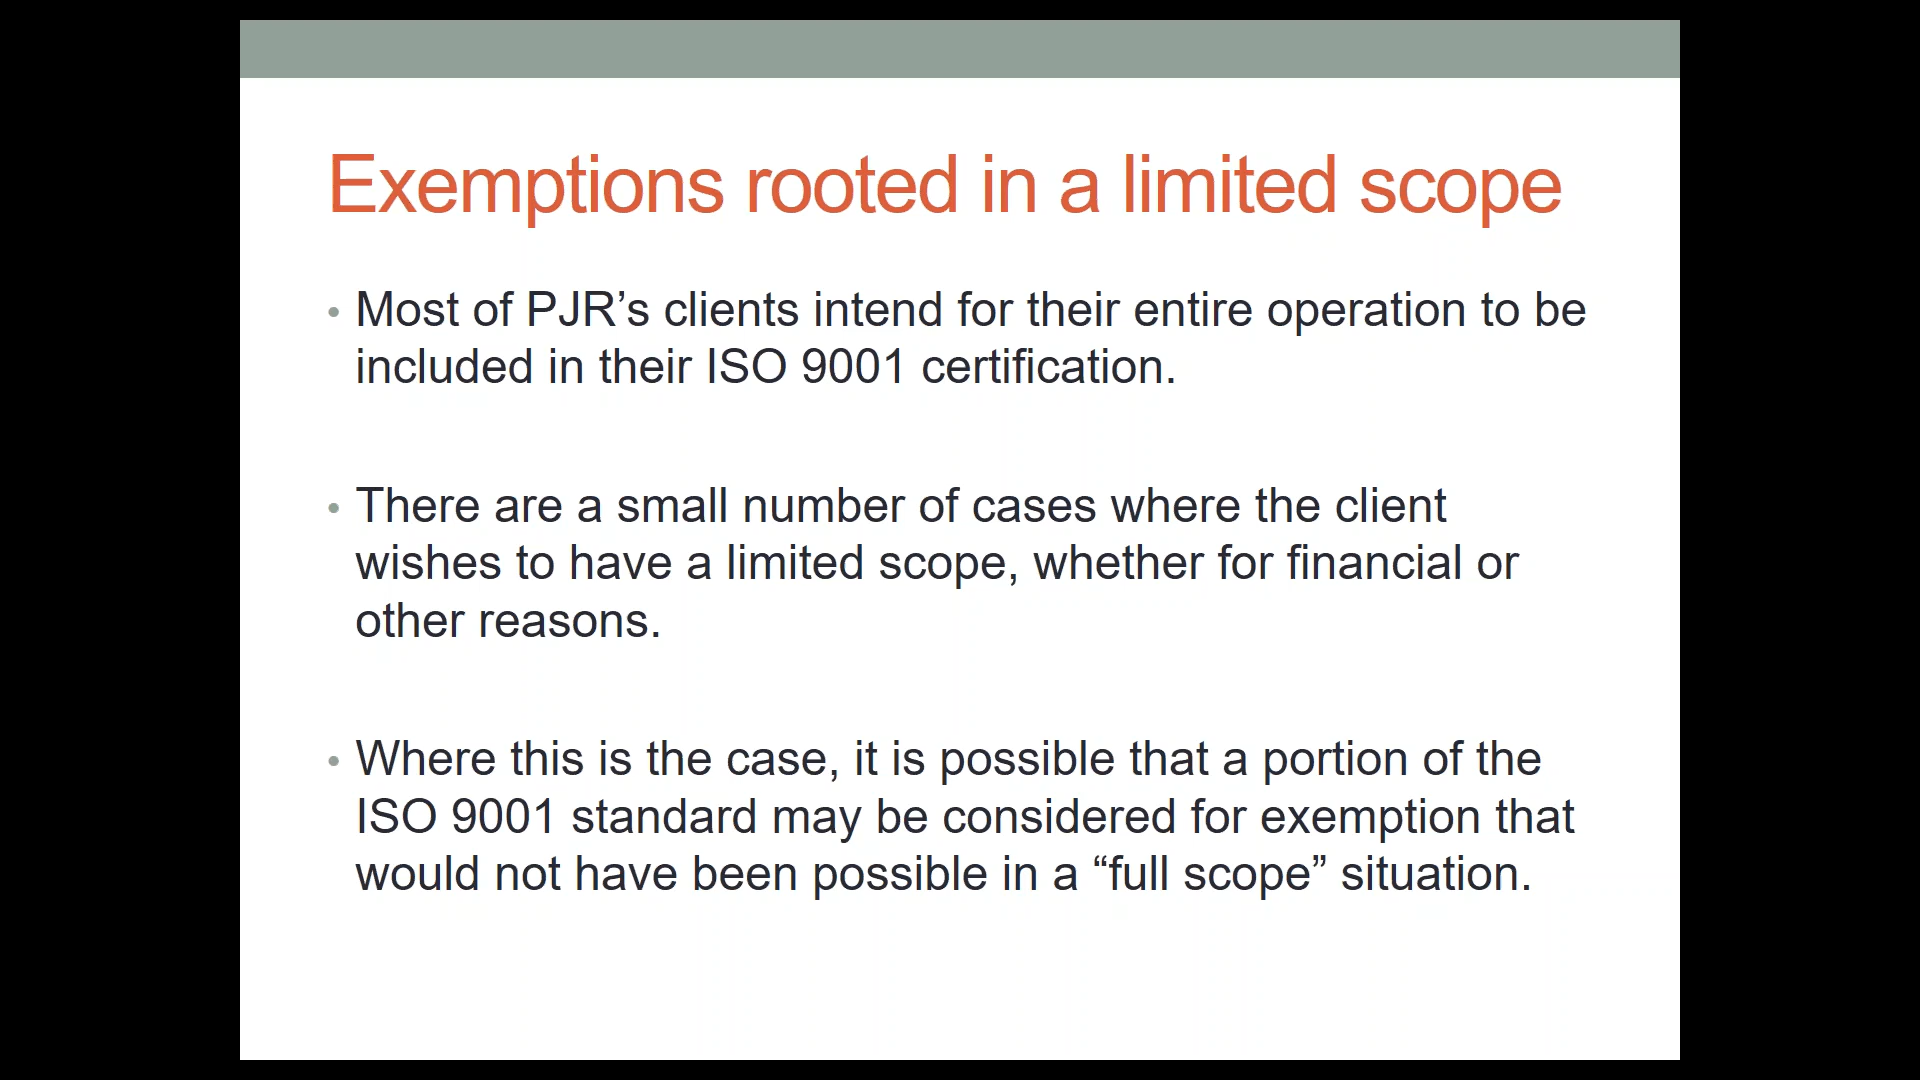 Exemptions rooted in a limited scope
• Most of PJR’s clients intend for their entire operation to be
included in their ISO 9001 certification.
• There are a small number of cases where the client
wishes to have a limited scope, whether for financial or
other reasons.
• Where this is the case, it is possible that a portion of the
ISO 9001 standard may be considered for exemption that
would not have been possible in a “full scope” situation.